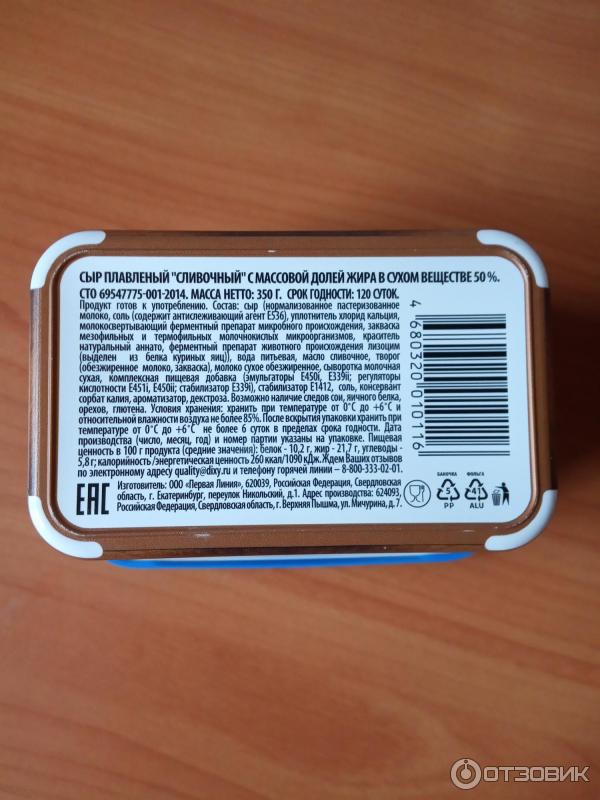 СЫР ПЛАВЛЕНЫЙ "СЛИВОЧНЫЙ" С МАССОВОЙ ДОЛЕЙ ЖИРА В СУХОМ ВЕЩЕСТВЕ 50 %.
СТО 69547775-001-2014. МАССА НЕТТО: 350 Г. СРОК ГОДНОСТИ: 120 СУТОК.
Продукт готов к употреблению. Состав: сыр (нормализованное пастеризованное
молоко, соль (содержит антислеживающий агент Е536), уплотнитель хлорид кальция,
молокосвертывающий ферментный препарат микробного происхождения, закваска
мезофильных и термофильных молочнокислых микроорганизмов, краситель
натуральный аннато, ферментный препарат животного происхождения лизоцим
(выделен из белка куриных яиц)), вода питьевая, масло сливочное, творог
(обезжиренное молоко, закваска), молоко сухое обезжиренное, сыворотка молочная
сухая, комплексная пищевая добавка (эмульгаторы Е450i, Е339ii; регуляторы
кислотности Е451i, Е450ii; стабилизатор Е339i), стабилизатор Е1412, соль, консервант
сорбат калия, ароматизатор, декстроза. Возможно наличие следов сои, яичного белка,
орехов, глютена. Условия хранения: хранить при температуре от 0°С до +6°С и
относительной влажности воздуха не более 85%. После вскрытия упаковки хранить при
температуре от 0°С до +6°С не более 6 суток в пределах срока годности. Дата
производства (число, месяц, год) и номер партии указаны на упаковке. Пищевая
ценность в 100 г продукта (средние значения): белок - 10,2 г, жир - 21,7 г, углеводы -
5,8 г; калорийность /энергетическая ценность 260 ккал/1090 кДж. Ждем Ваших отзывов
по электронному адресу quality@dixy.ru и телефону горячей линии – 8-800-333-02-01.
EAC
Изготовитель: ООО «Первая Линия», 620039, Российская Федерация, Свердловская
область, г. Екатеринбург, переулок Никольский, д.1. Адрес производства: 624093,
Российская Федерация, Свердловская область, г. Верхняя Пышма, ул. Мичурина, д. 7.
4 680320 010116
БАНОЧКА
5
PP
ФОЛЬГА
41
ALU
ОТЗОВИК